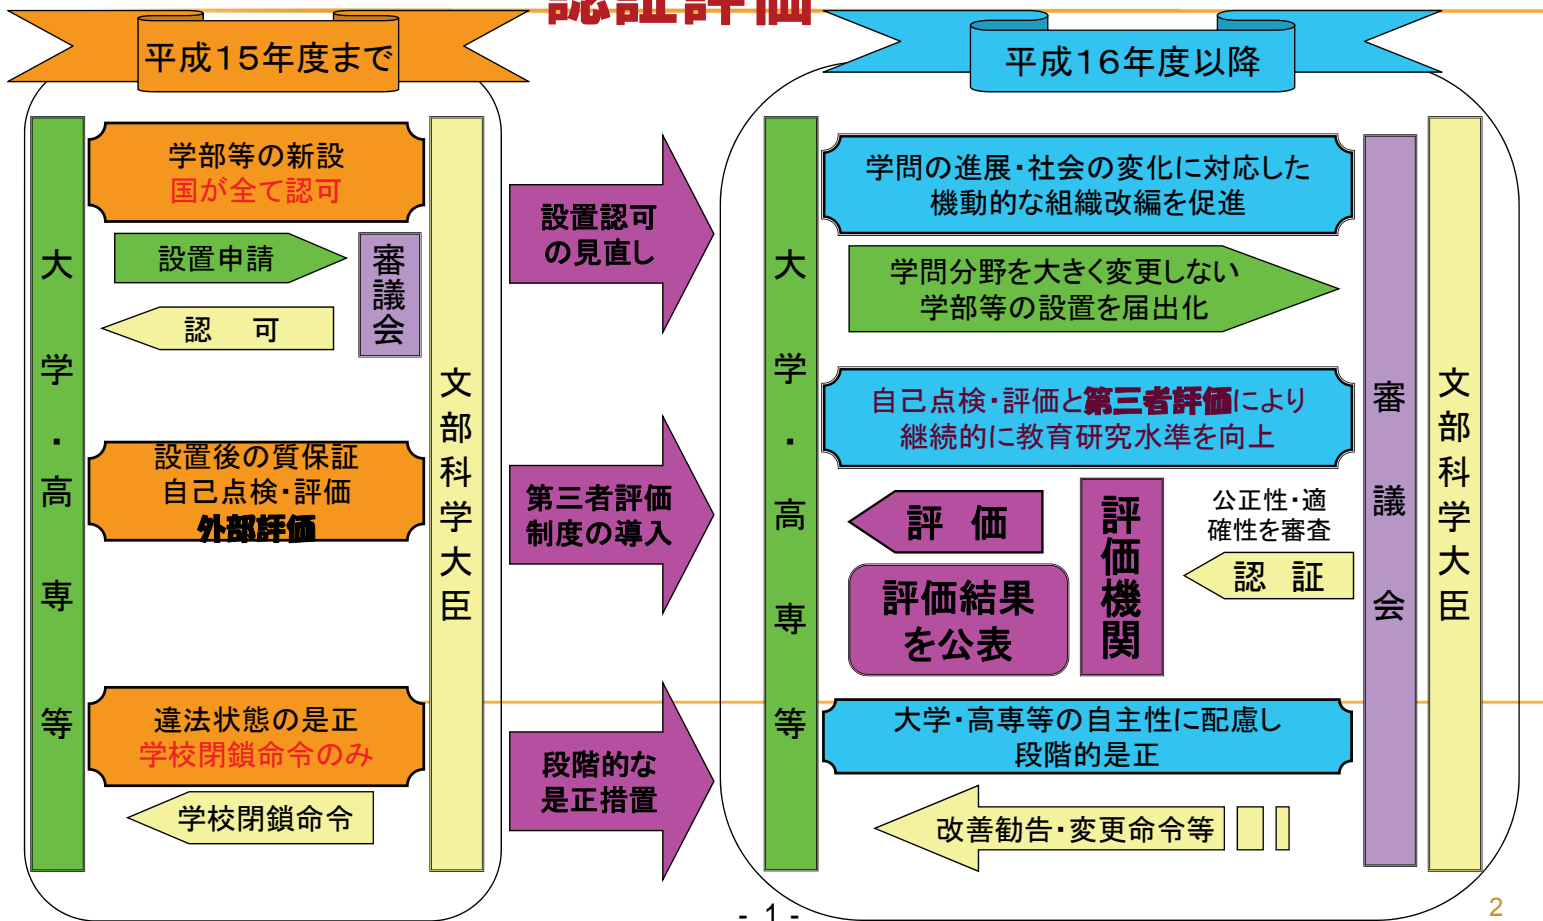 認証評価
平成15年度まで
大学・高専等
学部等の新設
国が全て認可
設置申請
認 可
審議会
設置後の質保証
自己点検・評価
外部評価
違法状態の是正
学校閉鎖命令のみ
学校閉鎖命令
文部科学大臣
設置認可
の見直し
第三者評価
制度の導入
段階的な
是正措置
平成16年度以降
大学・高専等
学問の進展・社会の変化に対応した
機動的な組織改編を促進
学問分野を大きく変更しない
学部等の設置を届出化
自己点検・評価と第三者評価により
継続的に教育研究水準を向上
評 価
評価結果
を公表
評価機関
公正性・適
確性を審査
認 証
大学・高専等の自主性に配慮し
段階的是正
改善勧告・変更命令等
審議会
文部科学大臣
- 1 -
2